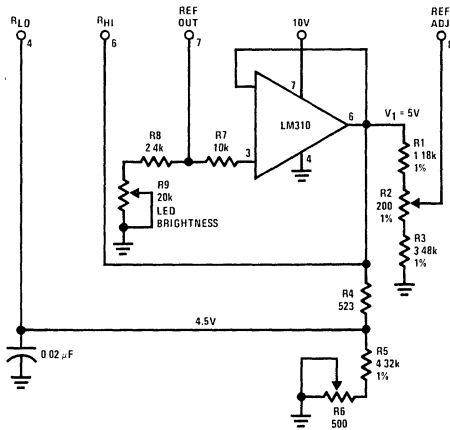 RLO
4
RHI
6
REF
OUT
7
10V
REF
ADJ
7
6
V1 = 5V
LM310
3
4
R8
2 4k
R7
10k
R9
20k
LED
BRIGHTNESS
R1
1 18k
1%
R2
200
1%
R3
3 48k
1%
R4
523
4.5V
0 02 μF
R5
4 32k
1%
R6
500